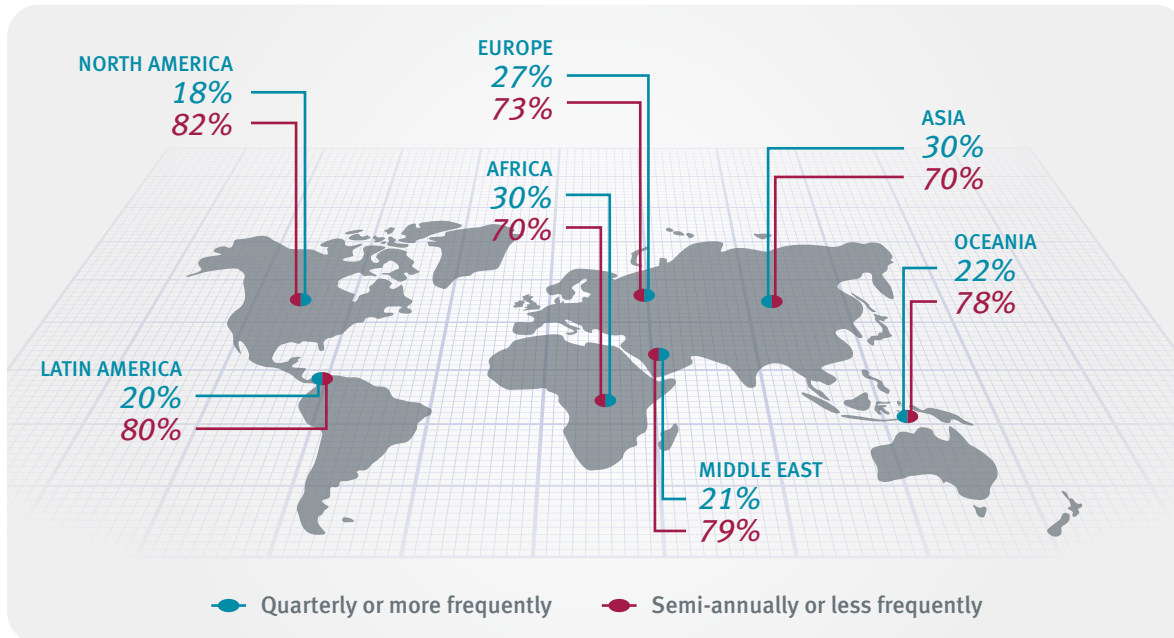 NORTH AMERICA
18%
82%
EUROPE
27%
73%
ASIA
30%
70%
AFRICA
30%
70%
OCEANIA
22%
78%
LATIN AMERICA
20%
80%
MIDDLE EAST
21%
79%
Quarterly or more frequently
Semi-annually or less frequently